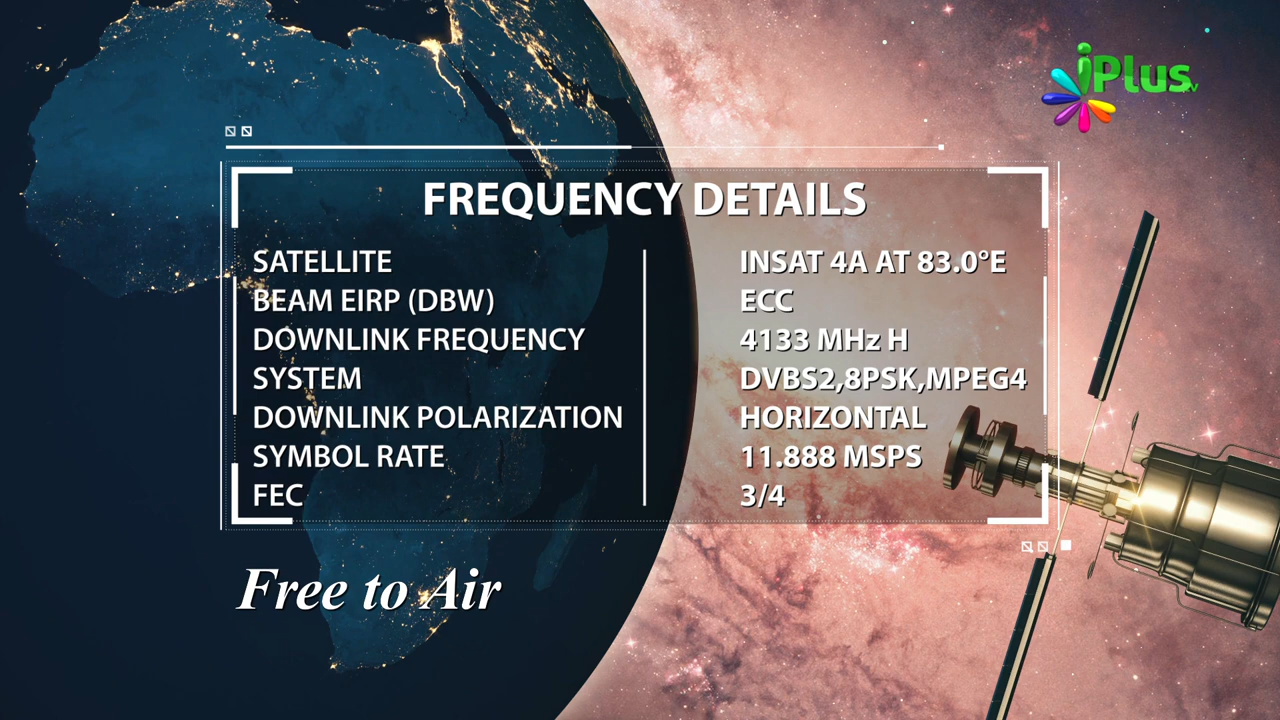 iPlus TV
FREQUENCY DETAILS
SATELLITE INSAT 4A AT 83.0°E
BEAM EIRP (DBW) ECC
DOWNLINK FREQUENCY 4133 MHz H
SYSTEM DVBS2,8PSK,MPEG4
DOWNLINK POLARIZATION HORIZONTAL
SYMBOL RATE 11.888 MSPS
FEC 3/4
Free to Air